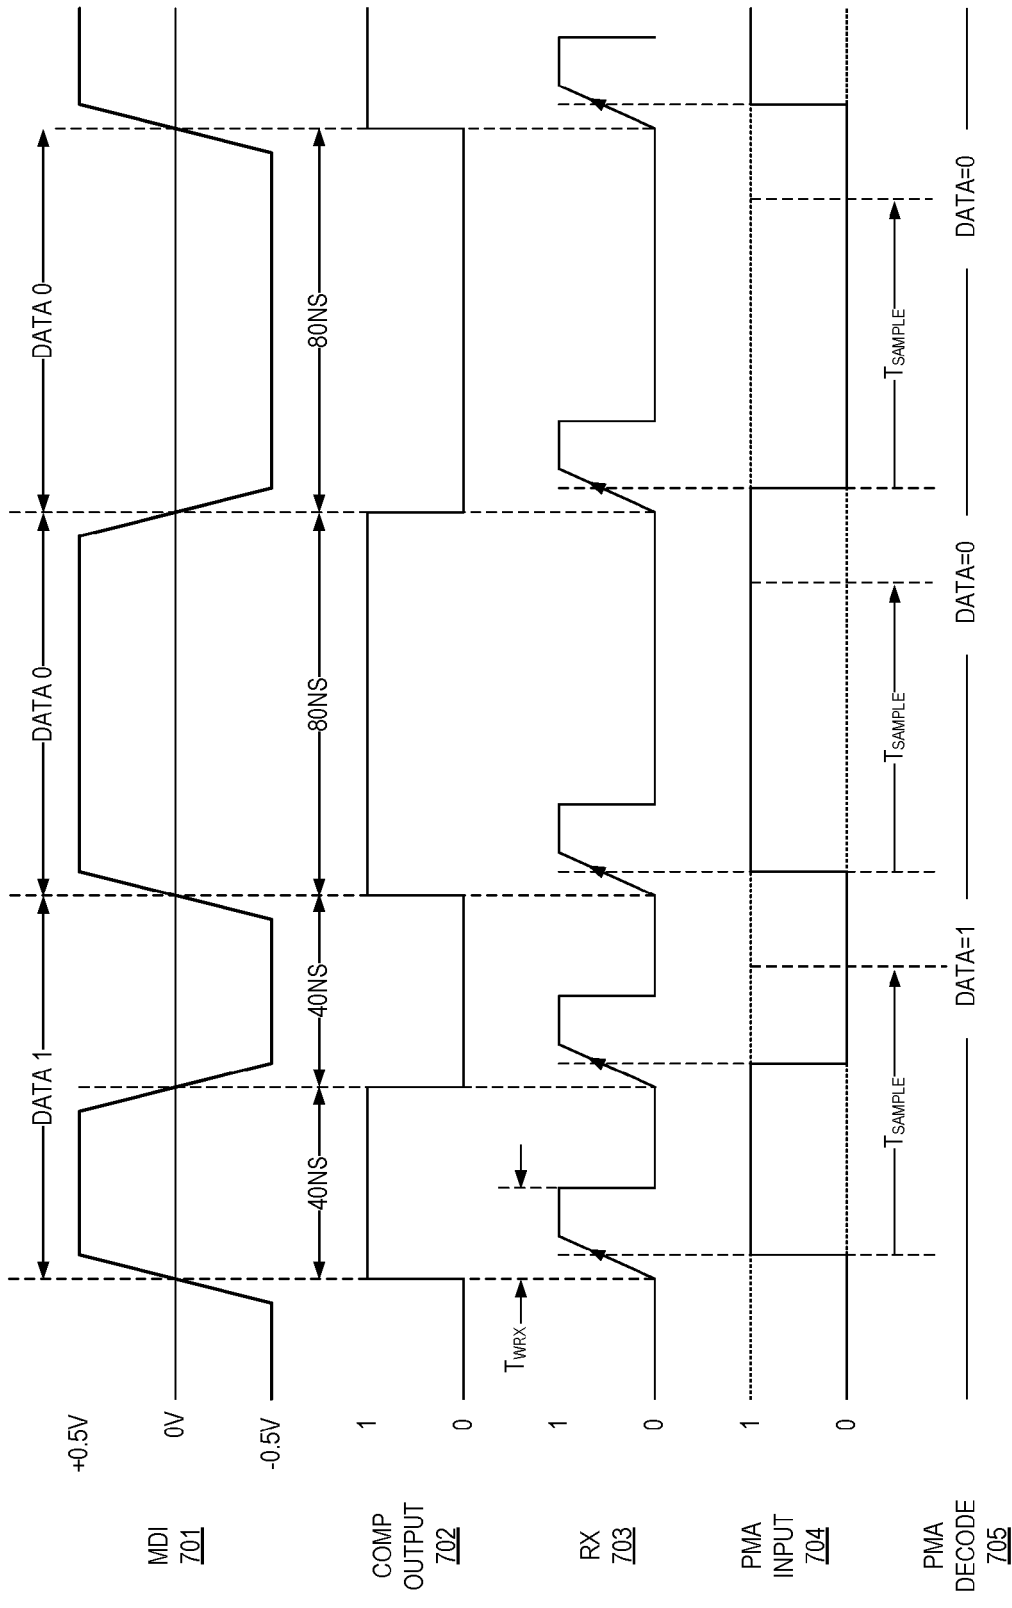 DATA 1
DATA 0
DATA 0
MDI
701
+0.5V
0V
-0.5V
40NS
40NS
80NS
80NS
COMP
OUTPUT
702
1
0
TWRX
RX
703
1
0
PMA
INPUT
704
1
0
TSAMPLE
TSAMPLE
TSAMPLE
PMA
DECODE
705
DATA=1
DATA=0
DATA=0